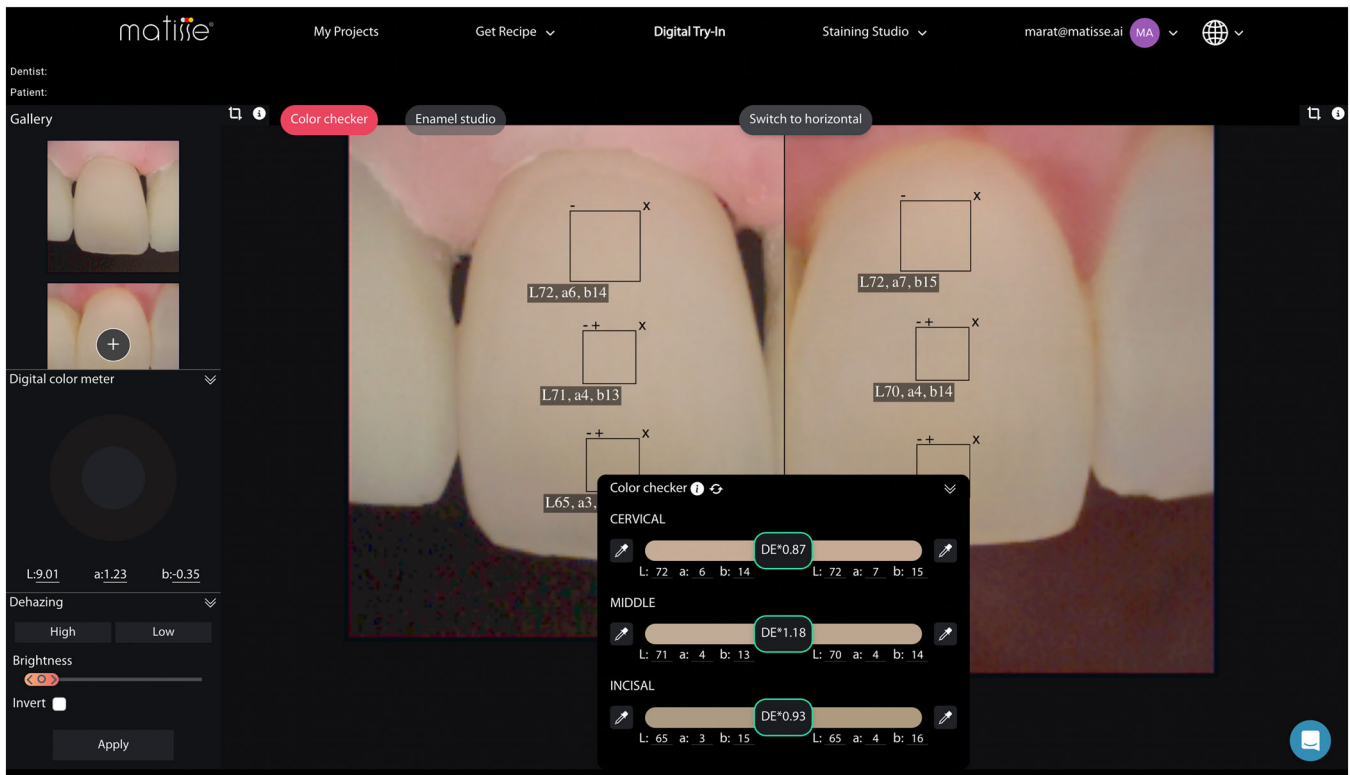 matisse®
My Projects
Get Recipe
Digital Try-In
Staining Studio
marat@matisse.ai
MA
Dentist:
Patient:
Gallery
Color checker
Enamel studio
Switch to horizontal
- x
L72, a6, b14
- x
L72, a7, b15
- + x
L71, a4, b13
- + x
L70, a4, b14
- + x
L65, a3,
- + x
+
Digital color meter
L:9.01 a:1.23 b:-0.35
Dehazing
High Low
Brightness
Invert
Apply
Color checker
CERVICAL
DE*0.87
L: 72 a: 6 b: 14 L: 72 a: 7 b: 15
MIDDLE
DE*1.18
L: 71 a: 4 b: 13 L: 70 a: 4 b: 14
INCISAL
DE*0.93
L: 65 a: 3 b: 15 L: 65 a: 4 b: 16